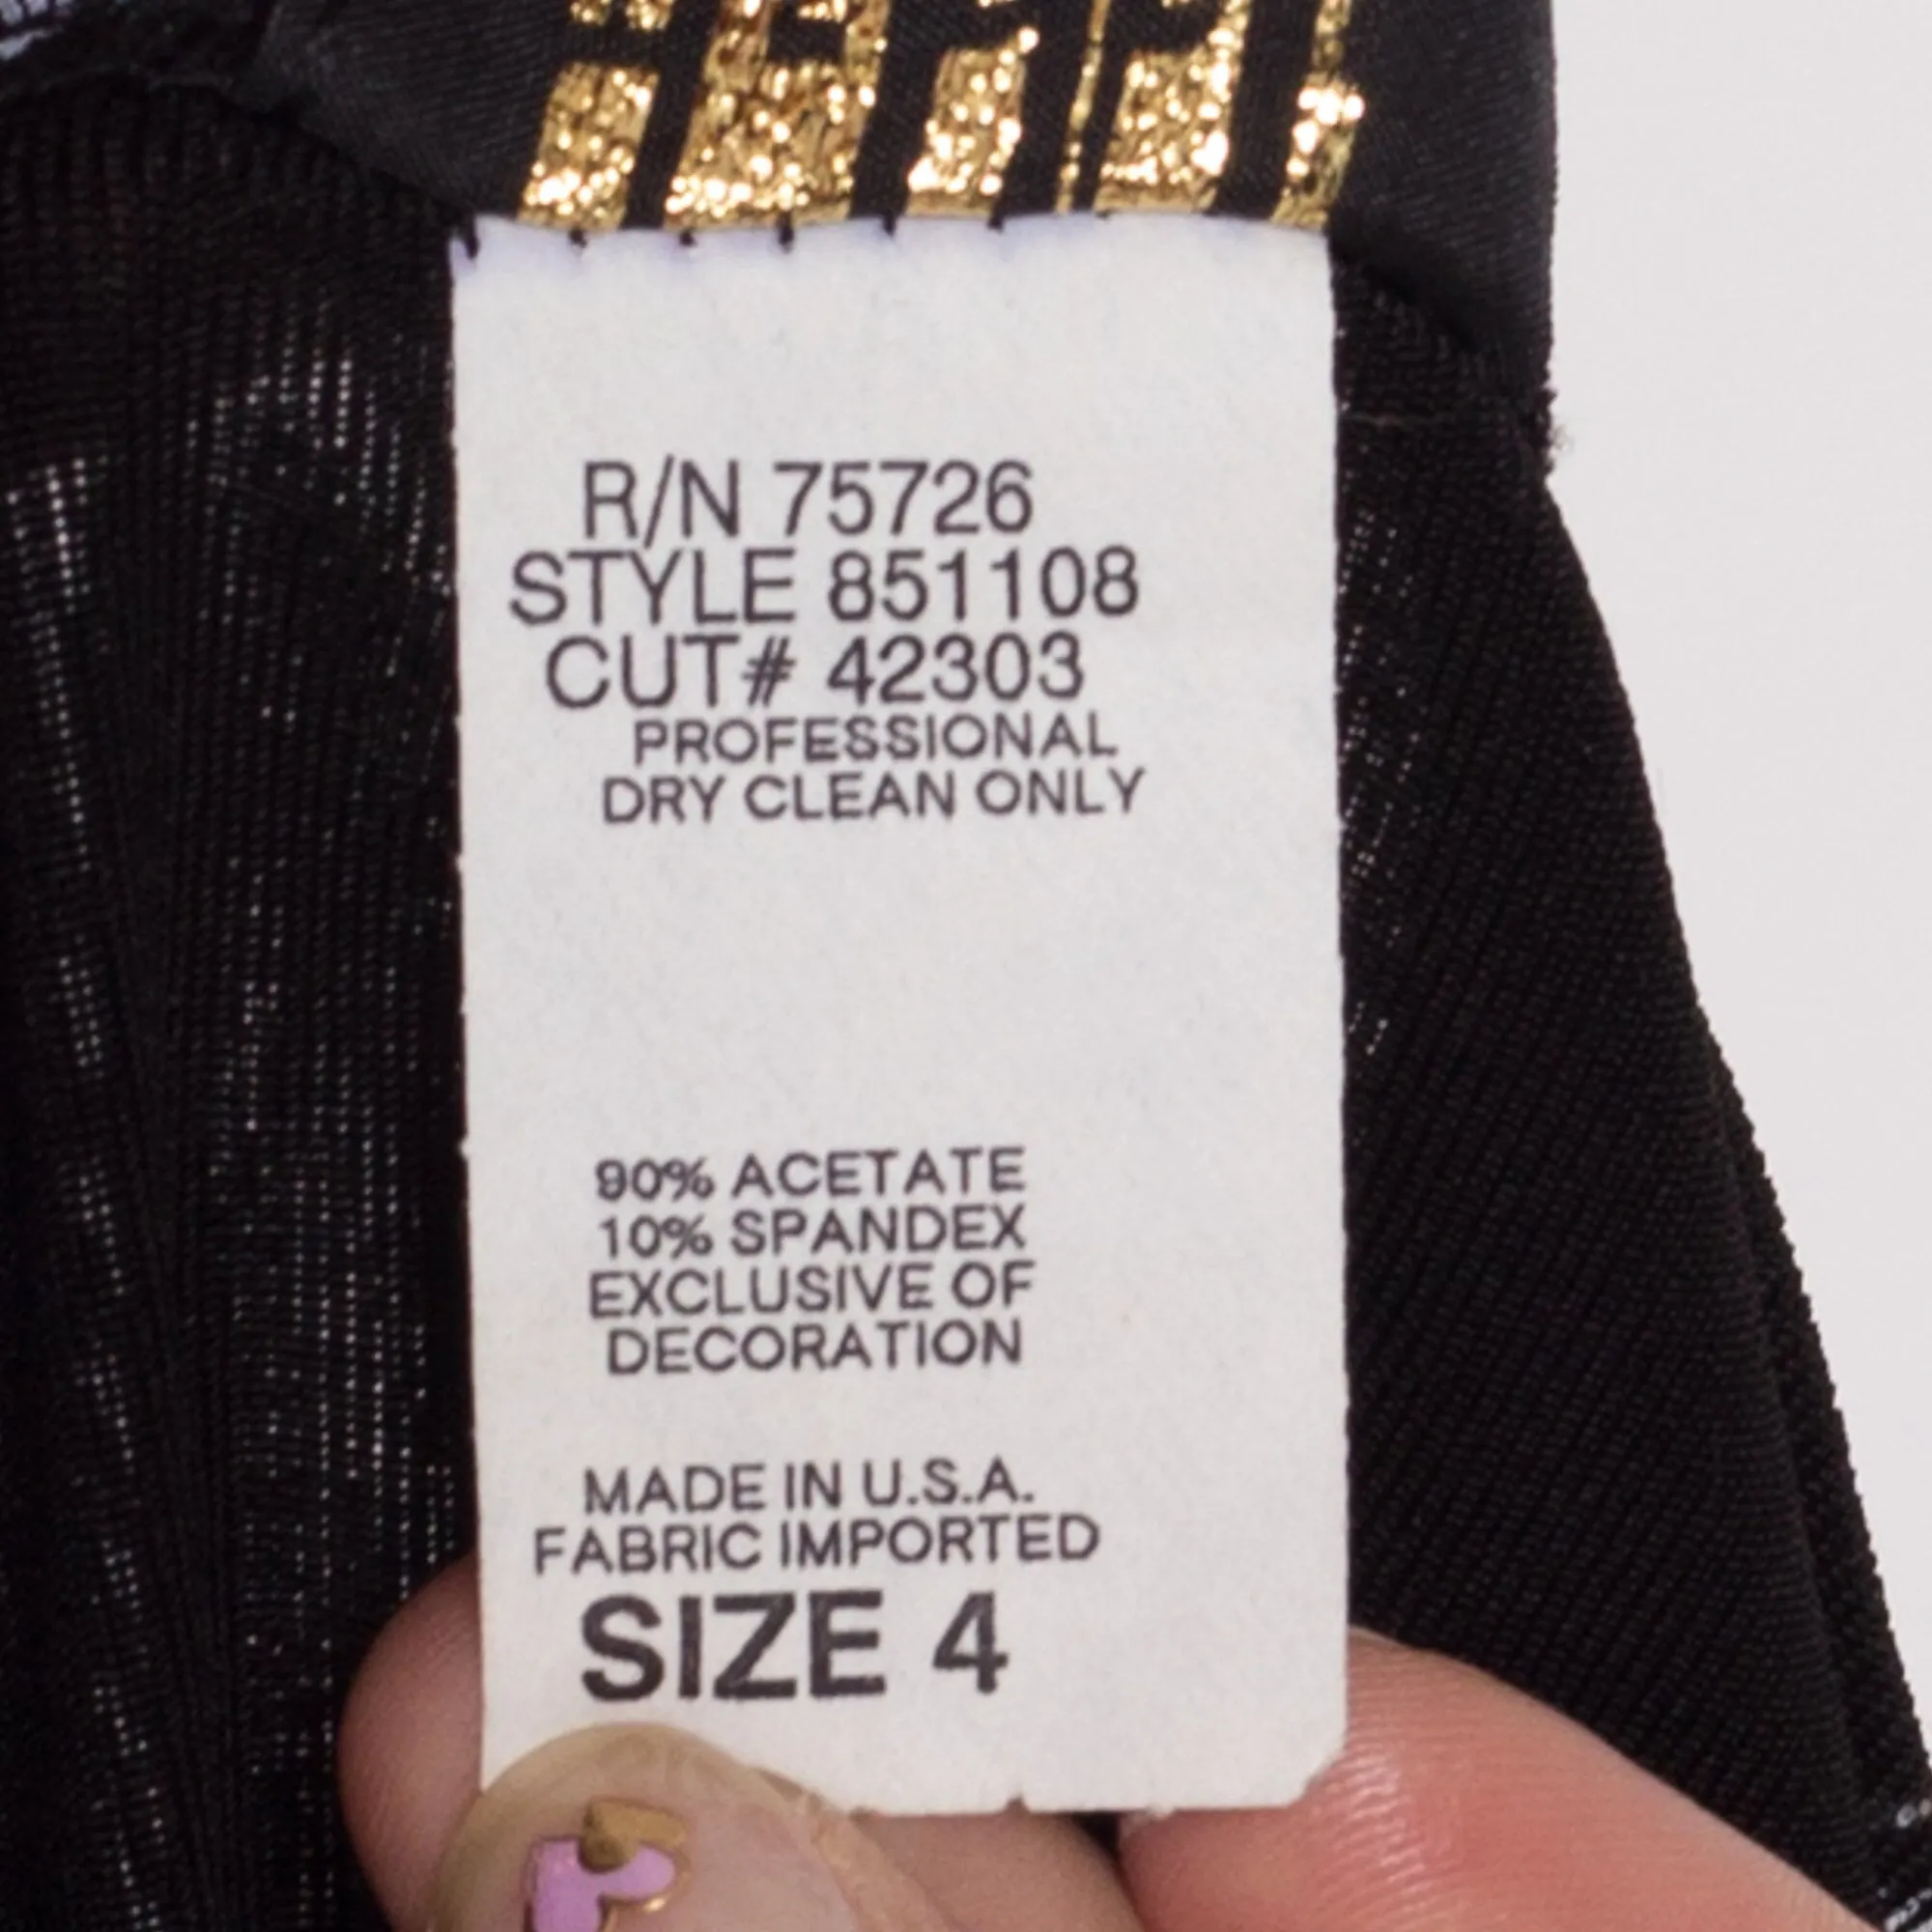 R/N 75726
STYLE 851108
CUT# 42303
PROFESSIONAL
DRY CLEAN ONLY
90% ACETATE
10% SPANDEX
EXCLUSIVE OF
DECORATION
MADE IN U.S.A.
FABRIC IMPORTED
SIZE 4